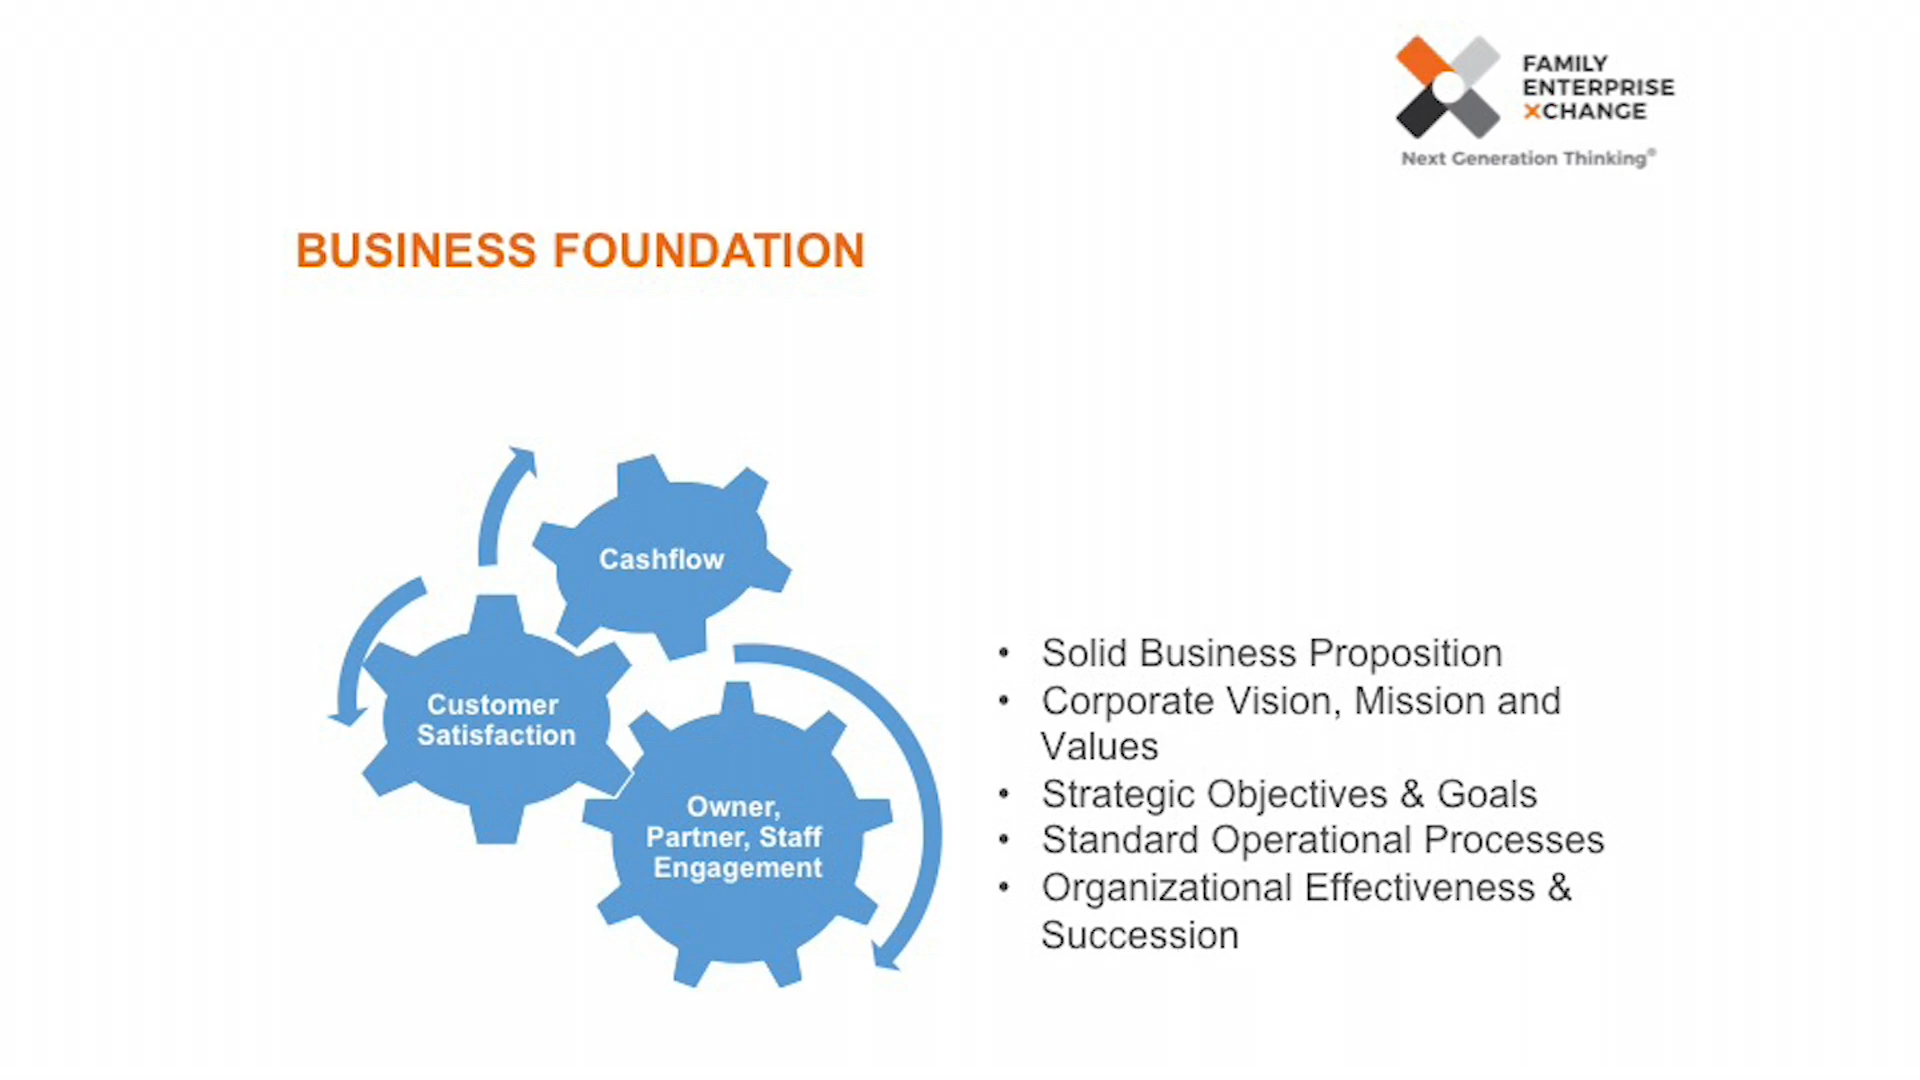 FAMILY
ENTERPRISE
XCHANGE
Next Generation Thinking®
BUSINESS FOUNDATION
Cashflow
Customer
Satisfaction
Owner,
Partner, Staff
Engagement
• Solid Business Proposition
• Corporate Vision, Mission and
Values
• Strategic Objectives & Goals
• Standard Operational Processes
• Organizational Effectiveness &
Succession